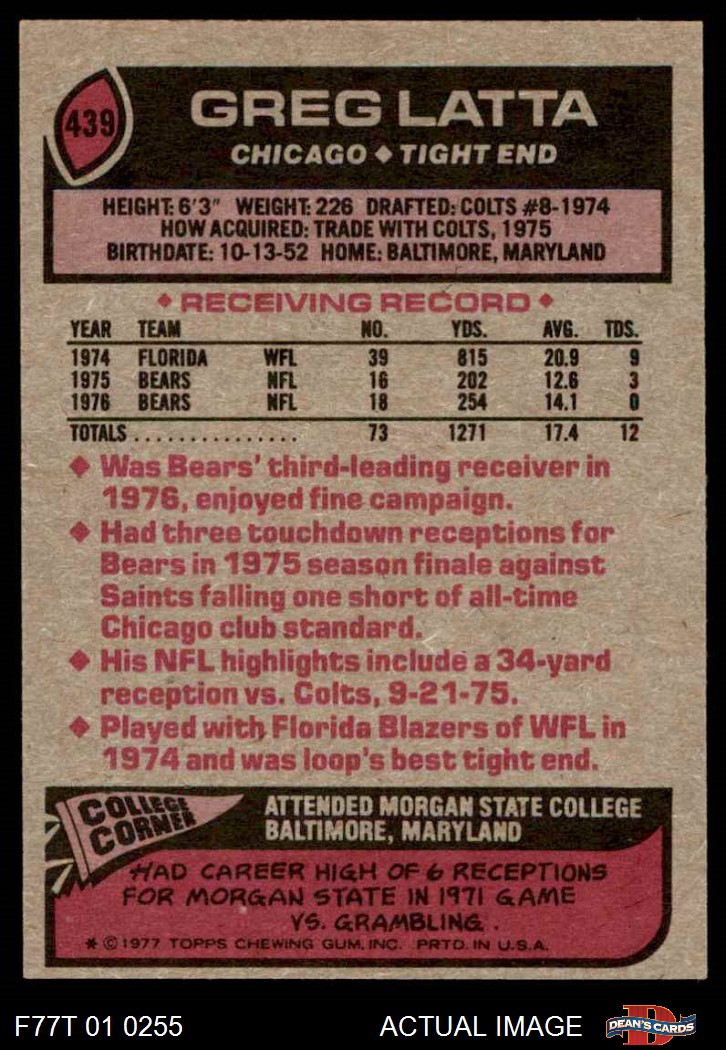 439
GREG LATTA
CHICAGO ◆ TIGHT END
HEIGHT: 6'3" WEIGHT: 226 DRAFTED: COLTS #8-1974
HOW ACQUIRED: TRADE WITH COLTS, 1975
BIRTHDATE: 10-13-52 HOME: BALTIMORE, MARYLAND
◆ RECEIVING RECORD ◆
YEAR TEAM NO. YDS. AVG. TDS.
1974 FLORIDA WFL 39 815 20.9 9
1975 BEARS NFL 16 202 12.6 3
1976 BEARS NFL 18 254 14.1 0
TOTALS ............... 73 1271 17.4 12
◆ Was Bears' third-leading receiver in
1976, enjoyed fine campaign.
◆ Had three touchdown receptions for
Bears in 1975 season finale against
Saints falling one short of all-time
Chicago club standard.
◆ His NFL highlights include a 34-yard
reception vs. Colts, 9-21-75.
◆ Played with Florida Blazers of WFL in
1974 and was loop's best tight end.
COLLEGE
CORNER
ATTENDED MORGAN STATE COLLEGE
BALTIMORE, MARYLAND
HAD CAREER HIGH OF 6 RECEPTIONS
FOR MORGAN STATE IN 1971 GAME
VS. GRAMBLING.
* © 1977 TOPPS CHEWING GUM, INC. PRTD. IN U.S.A.
F77T 01 0255 ACTUAL IMAGE
D
DEAN'S CARDS